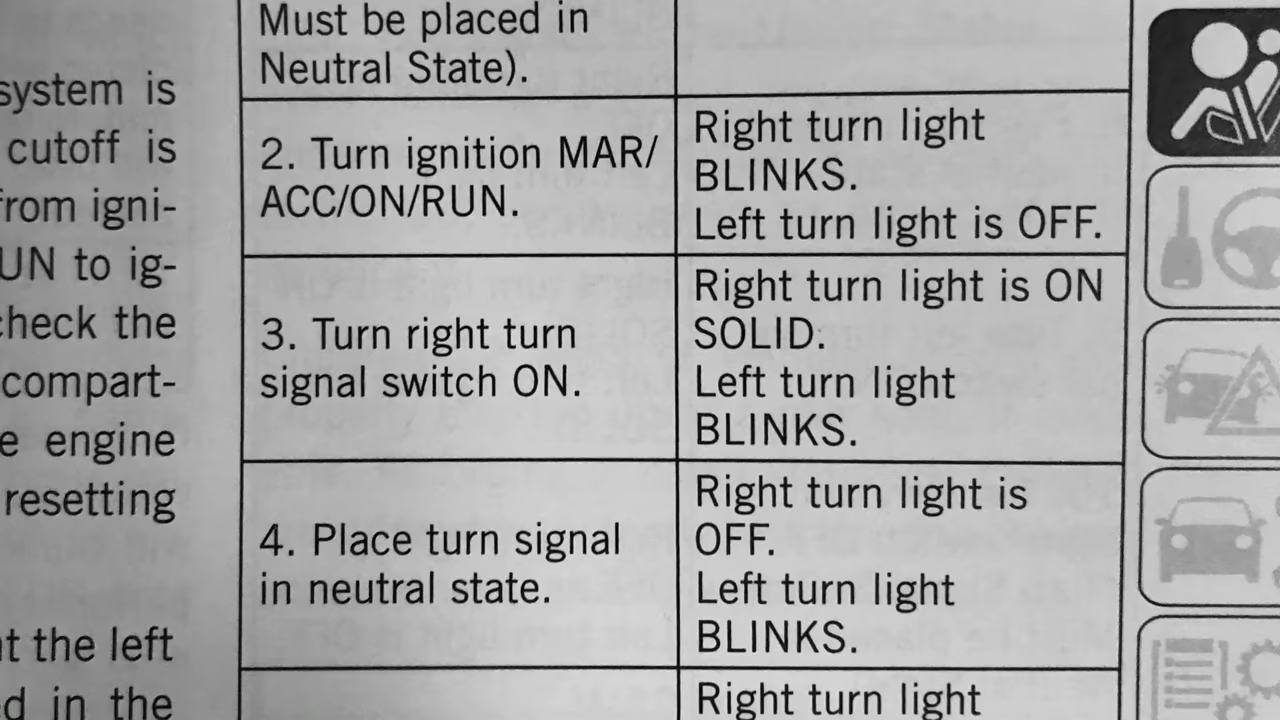 system is
cutoff is
from igni-
UN to ig-
check the
compart-
e engine
resetting
t the left
ed in the
Must be placed in
Neutral State).
2. Turn ignition MAR/
ACC/ON/RUN.
Right turn light
BLINKS.
Left turn light is OFF.
3. Turn right turn
signal switch ON.
Right turn light is ON
SOLID.
Left turn light
BLINKS.
4. Place turn signal
in neutral state.
Right turn light is
OFF.
Left turn light
BLINKS.
Right turn light